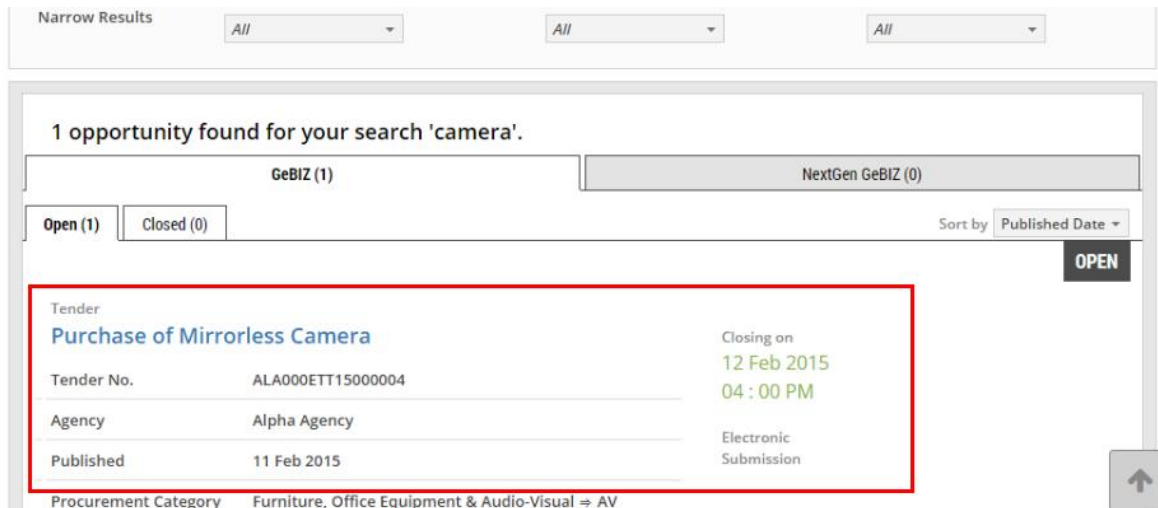 Narrow Results
All All All
1 opportunity found for your search 'camera'.
GeBIZ (1) NextGen GeBIZ (0)
Open (1) Closed (0) Sort by Published Date
OPEN
Tender
Purchase of Mirrorless Camera
Closing on
12 Feb 2015
04 : 00 PM
Tender No. ALA000ETT15000004
Agency Alpha Agency
Electronic
Submission
Published 11 Feb 2015
Procurement Category Furniture, Office Equipment & Audio-Visual ⇒ AV